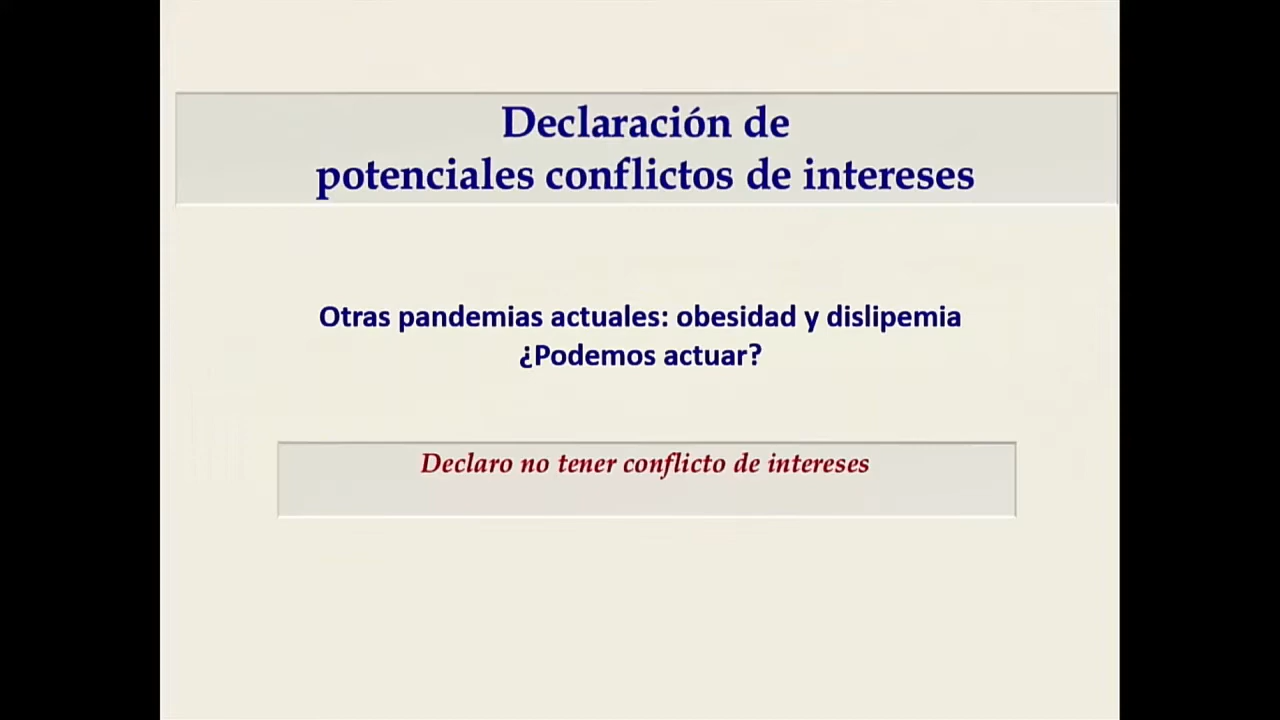 Declaración de
potenciales conflictos de intereses
Otras pandemias actuales: obesidad y dislipemia
¿Podemos actuar?
Declaro no tener conflicto de intereses